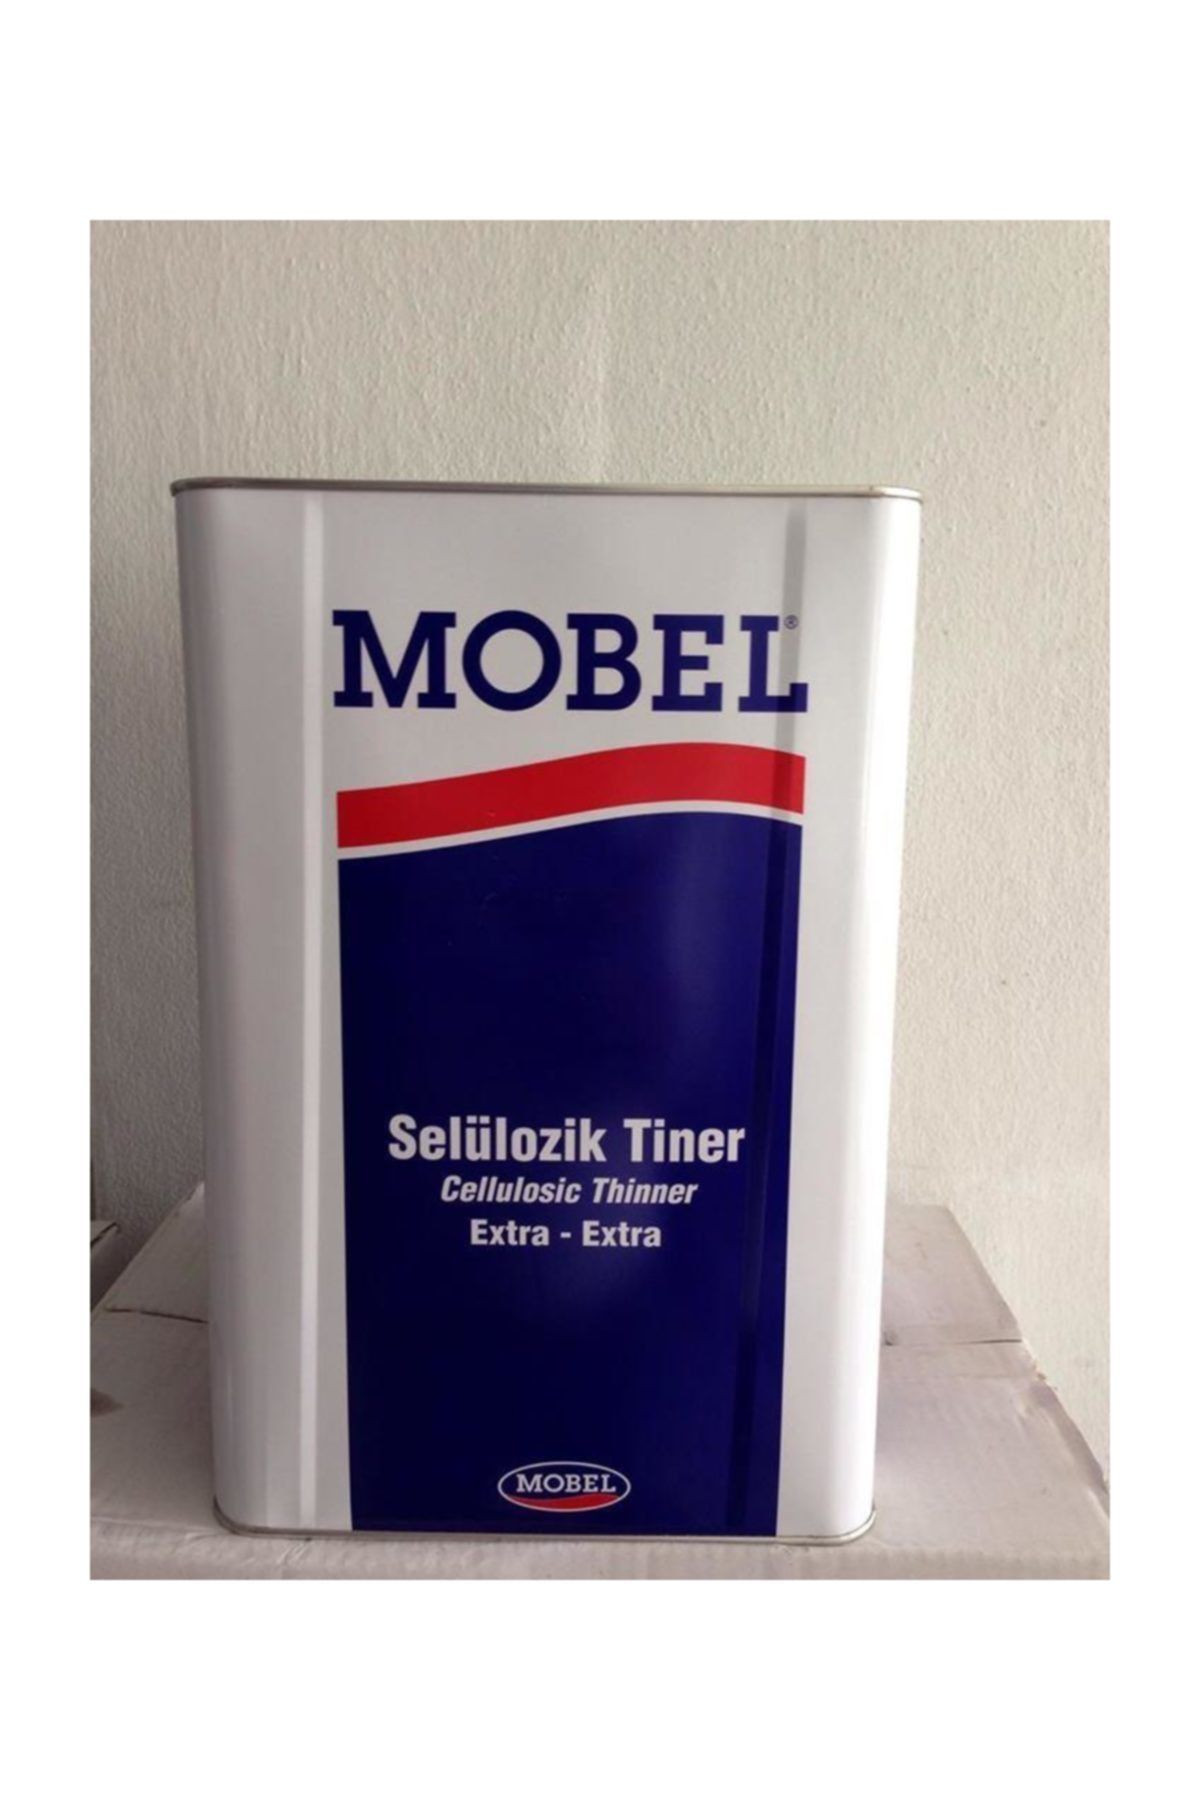 MOBEL®
Selülozik Tiner
Cellulosic Thinner
Extra - Extra
MOBEL